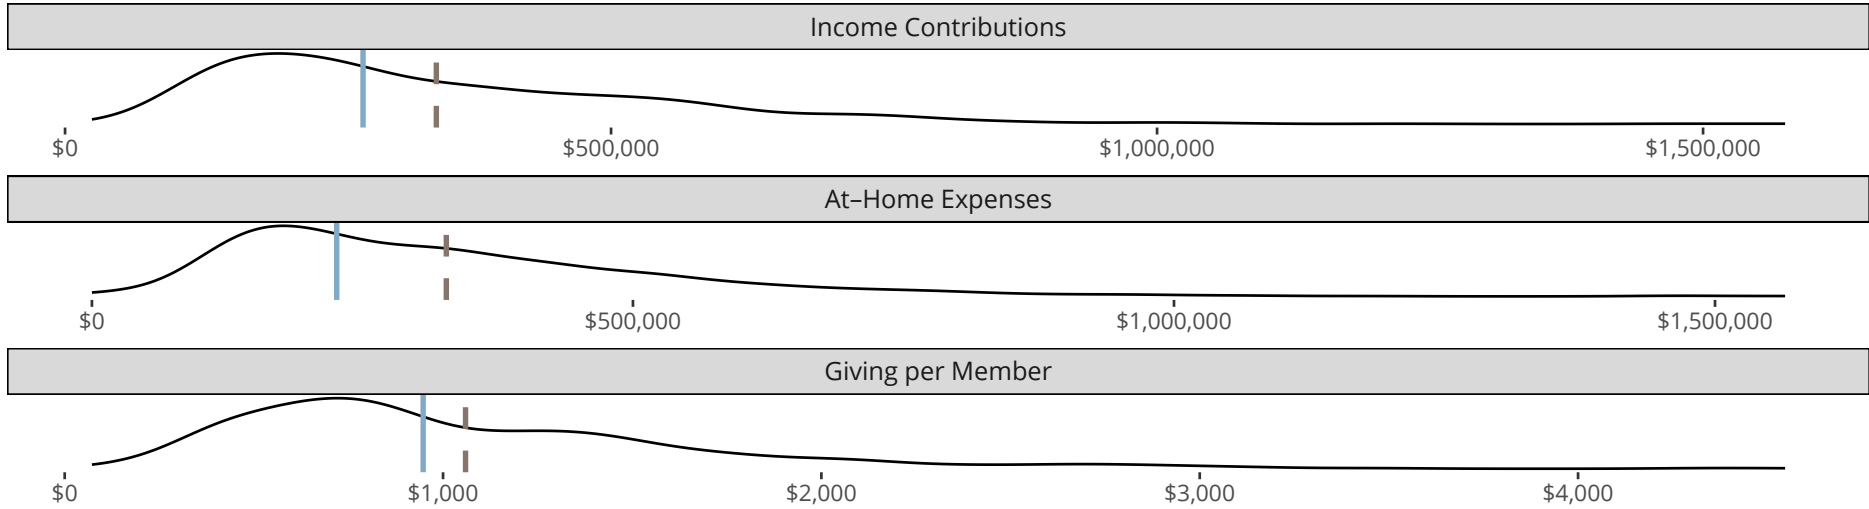 Income Contributions
$0 $500,000 $1,000,000 $1,500,000
At–Home Expenses
$0 $500,000 $1,000,000 $1,500,000
Giving per Member
$0 $1,000 $2,000 $3,000 $4,000